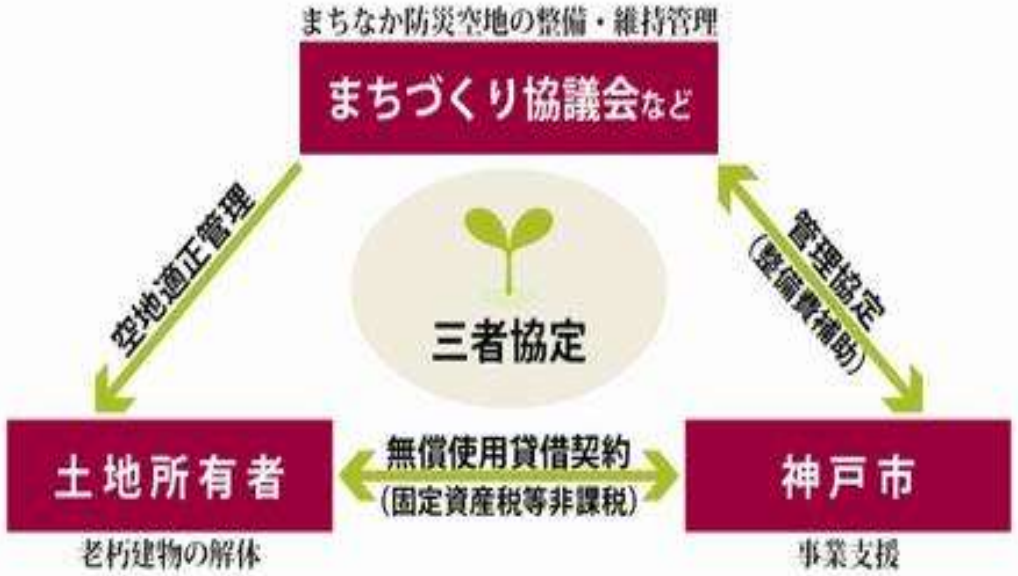 まちなか防災空地の整備・維持管理
まちづくり協議会など
空地適正管理
管理協定
(整備費補助)
三者協定
土地所有者
無償使用貸借契約
(固定資産税等非課税)
神戸市
老朽建物の解体
事業支援